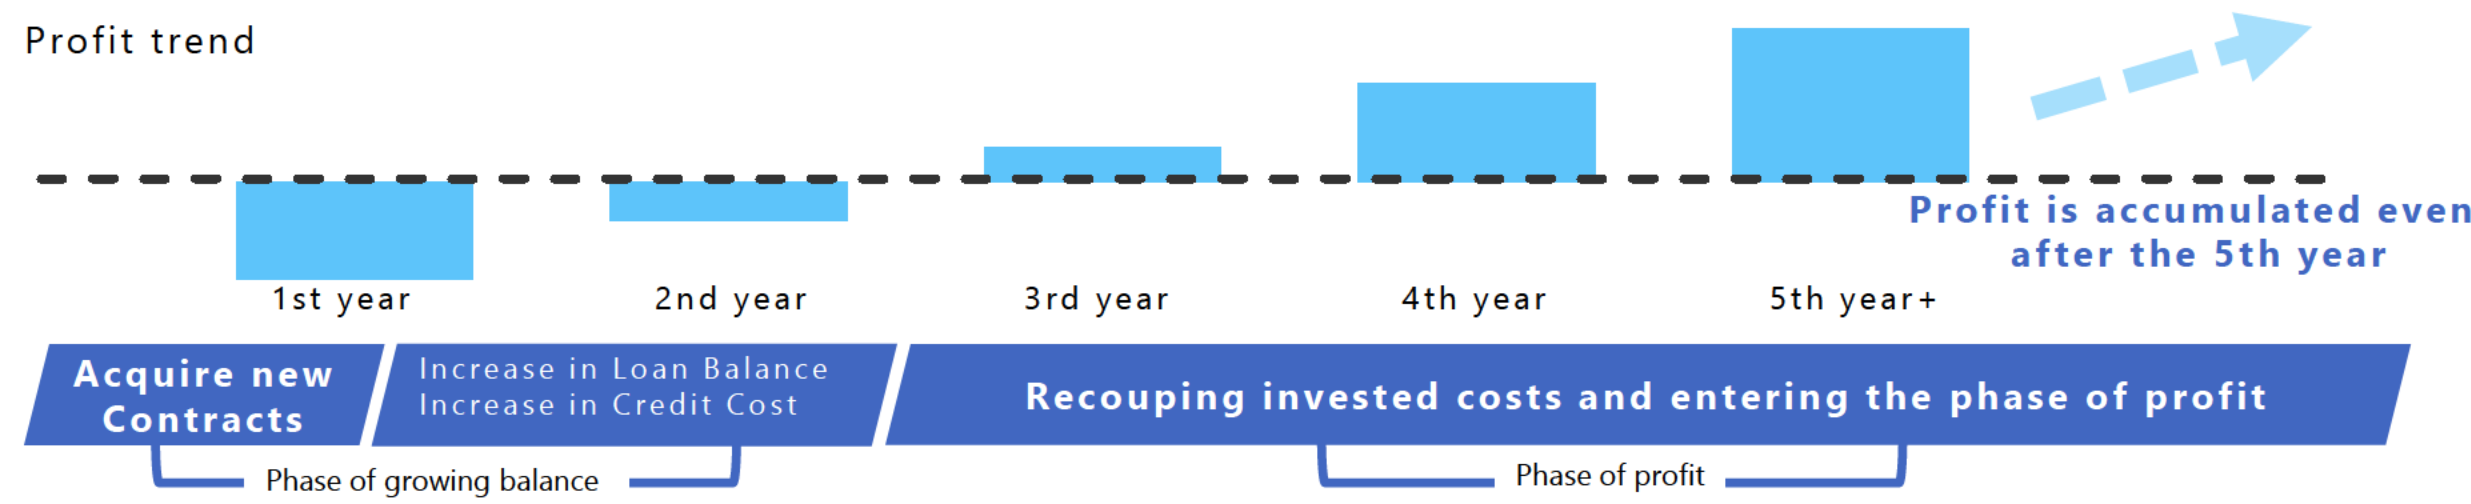 Profit trend
Profit is accumulated even
after the 5th year
1st year
2nd year
3rd year
4th year
5th year+
Acquire new
Contracts
Increase in Loan Balance
Increase in Credit Cost
Recouping invested costs and entering the phase of profit
Phase of growing balance
Phase of profit